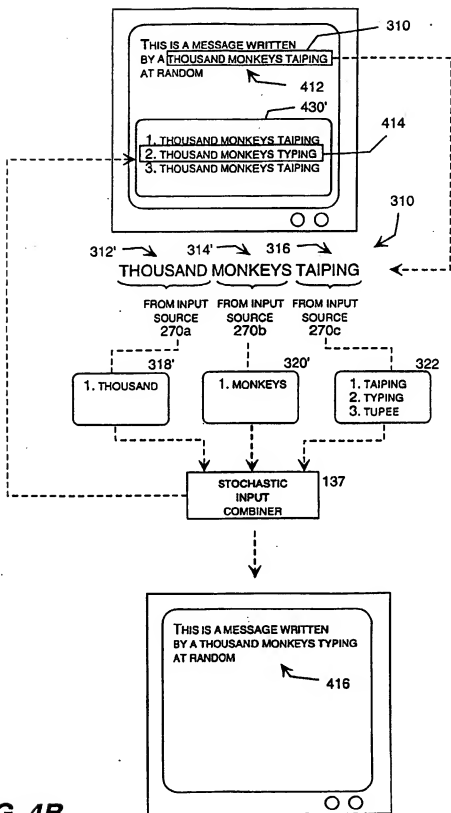 310
THIS IS A MESSAGE WRITTEN
BY A THOUSAND MONKEYS TAIPING
AT RANDOM
412
430'
414
1. THOUSAND MONKEYS TAIPING
2. THOUSAND MONKEYS TYPING
3. THOUSAND MONKEYS TAIPING
310
312' 314' 316
THOUSAND MONKEYS TAIPING
FROM INPUT SOURCE 270a
FROM INPUT SOURCE 270b
FROM INPUT SOURCE 270c
318' 320' 322
1. THOUSAND
1. MONKEYS
1. TAIPING
2. TYPING
3. TUPEE
STOCHASTIC
INPUT
COMBINER
137
THIS IS A MESSAGE WRITTEN
BY A THOUSAND MONKEYS TYPING
AT RANDOM
416